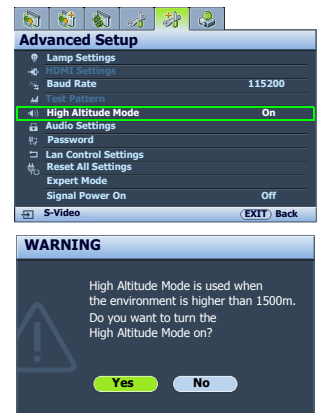 Advanced Setup
Lamp Settings
HDMI Settings
Baud Rate 115200
Test Pattern
High Altitude Mode On
Audio Settings
Password
Lan Control Settings
Reset All Settings
Expert Mode
Signal Power On Off
S-Video EXIT Back
WARNING
High Altitude Mode is used when
the environment is higher than 1500m.
Do you want to turn the
High Altitude Mode on?
Yes No